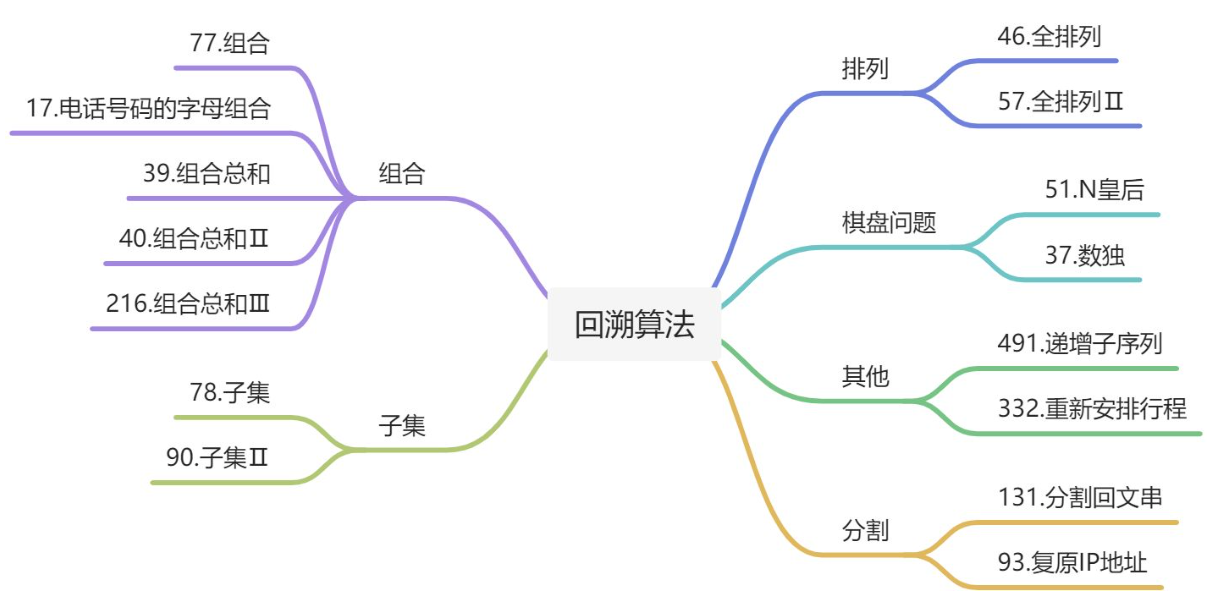 回溯算法
组合
77.组合
17.电话号码的字母组合
39.组合总和
40.组合总和Ⅱ
216.组合总和Ⅲ
子集
78.子集
90.子集Ⅱ
排列
46.全排列
57.全排列Ⅱ
棋盘问题
51.N皇后
37.数独
其他
491.递增子序列
332.重新安排行程
分割
131.分割回文串
93.复原IP地址